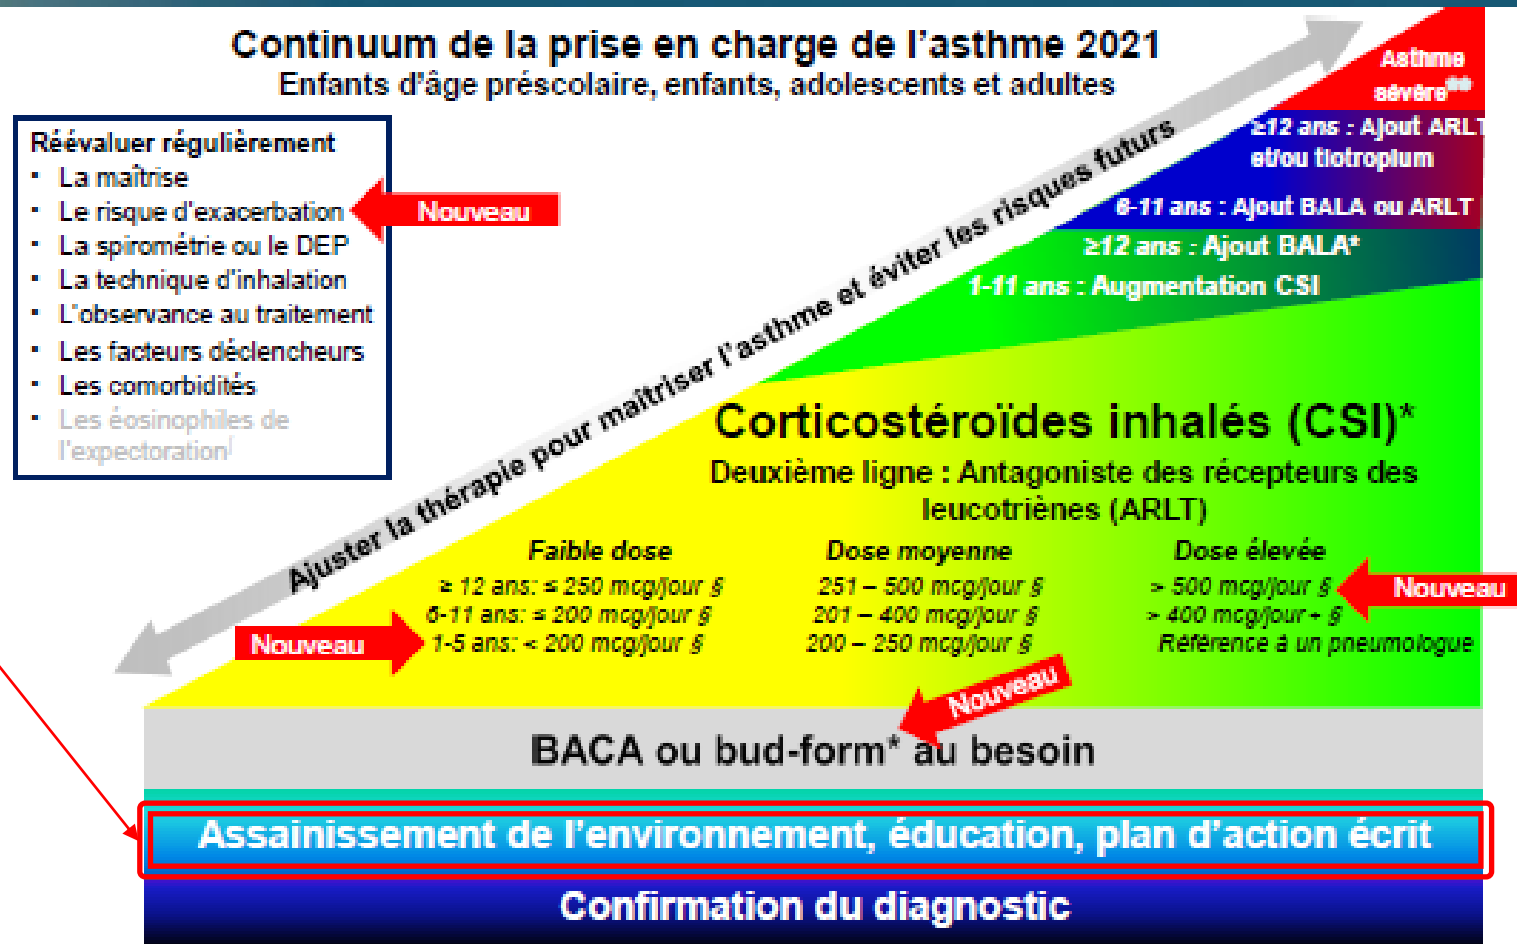 Continuum de la prise en charge de l'asthme 2021
Enfants d'âge préscolaire, enfants, adolescents et adultes
Réévaluer régulièrement
▪ La maîtrise
▪ Le risque d'exacerbation
Nouveau
▪ La spirométrie ou le DEP
▪ La technique d'inhalation
▪ L'observance au traitement
▪ Les facteurs déclencheurs
▪ Les comorbidités
▪ Les éosinophiles de
l'expectoration
Ajuster la thérapie pour maîtriser l'asthme et éviter les risques futurs
Asthme
sévère**
≥12 ans : Ajout ARLT
et/ou tiotropium
6-11 ans : Ajout BALA ou ARLT
≥12 ans : Ajout BALA*
1-11 ans : Augmentation CSI
Corticostéroïdes inhalés (CSI)*
Deuxième ligne : Antagoniste des récepteurs des
leucotriènes (ARLT)
Faible dose Dose moyenne Dose élevée
≥ 12 ans: ≤ 250 mcg/jour § 251 – 500 mcg/jour § > 500 mcg/jour §
Nouveau
6-11 ans: ≤ 200 mcg/jour § 201 – 400 mcg/jour § > 400 mcg/jour + §
Nouveau
1-5 ans: < 200 mcg/jour § 200 – 250 mcg/jour § Référence à un pneumologue
Nouveau
BACA ou bud-form* au besoin
Assainissement de l'environnement, éducation, plan d'action écrit
Confirmation du diagnostic